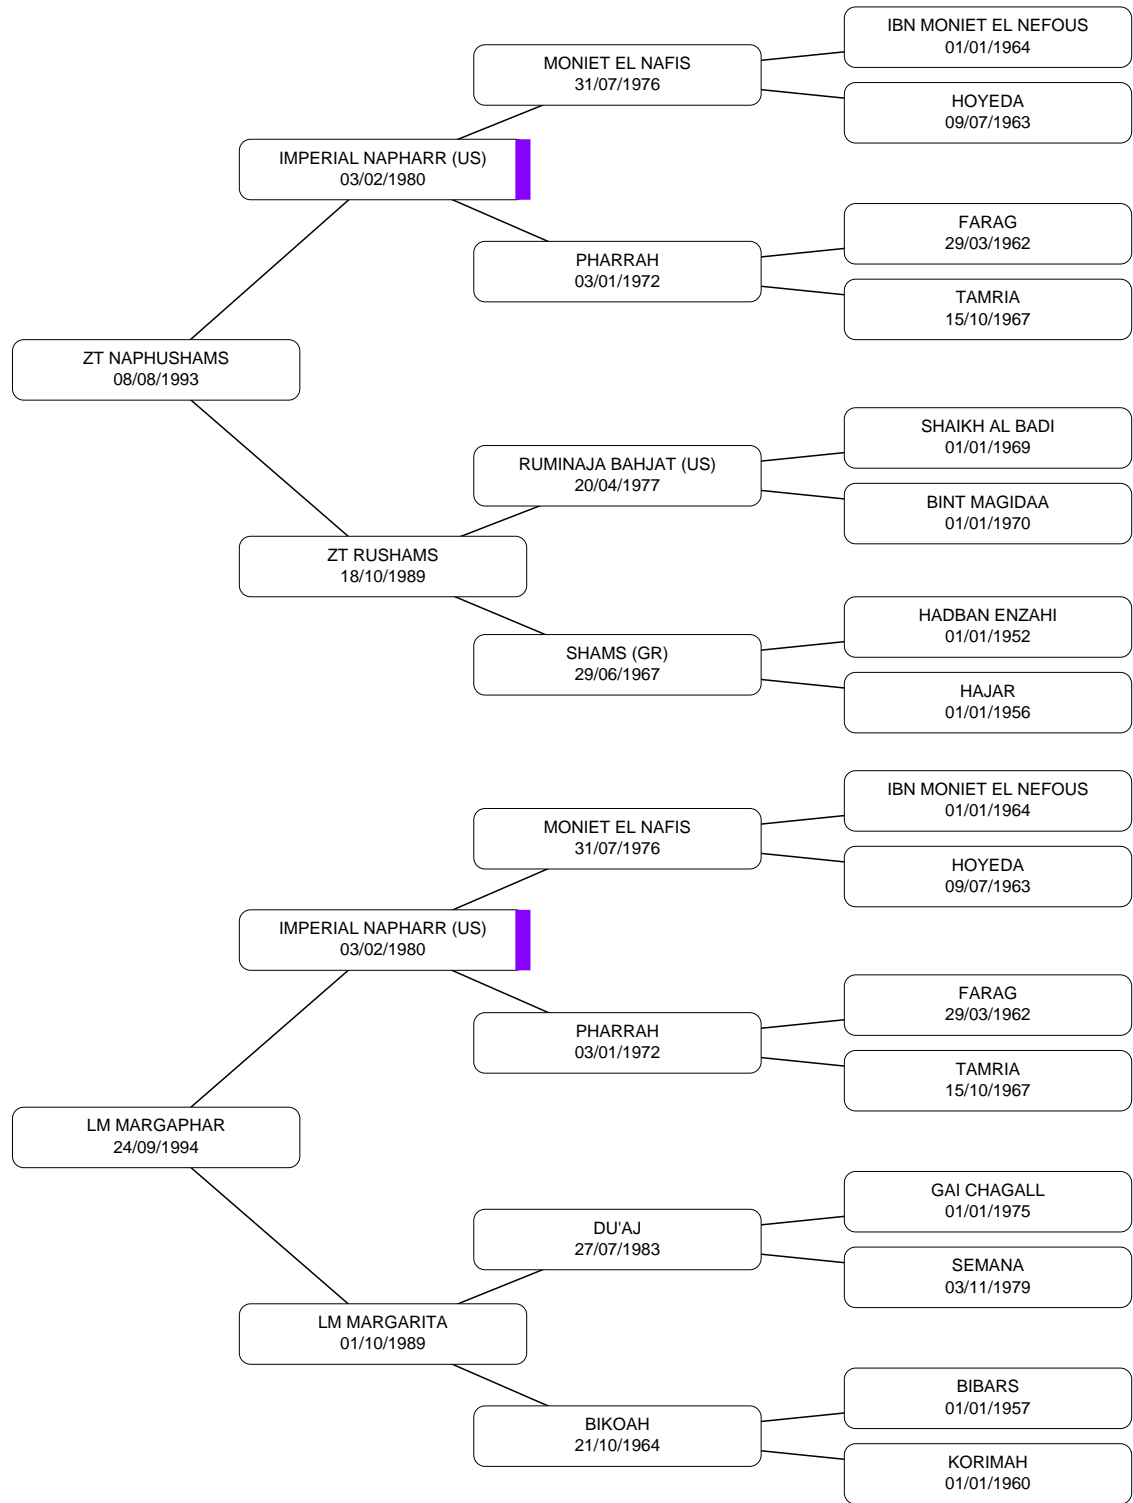 IBN MONIET EL NEFOUS
01/01/1964
MONIET EL NAFIS
31/07/1976
HOYEDA
09/07/1963
IMPERIAL NAPHARR (US)
03/02/1980
FARAG
29/03/1962
PHARRAH
03/01/1972
TAMRIA
15/10/1967
ZT NAPHUSHAMS
08/08/1993
SHAIKH AL BADI
01/01/1969
RUMINAJA BAHJAT (US)
20/04/1977
BINT MAGIDAA
01/01/1970
ZT RUSHAMS
18/10/1989
HADBAN ENZAHI
01/01/1952
SHAMS (GR)
29/06/1967
HAJAR
01/01/1956
IBN MONIET EL NEFOUS
01/01/1964
MONIET EL NAFIS
31/07/1976
HOYEDA
09/07/1963
IMPERIAL NAPHARR (US)
03/02/1980
FARAG
29/03/1962
PHARRAH
03/01/1972
TAMRIA
15/10/1967
LM MARGAPHAR
24/09/1994
GAI CHAGALL
01/01/1975
DU'AJ
27/07/1983
SEMANA
03/11/1979
LM MARGARITA
01/10/1989
BIBARS
01/01/1957
BIKOAH
21/10/1964
KORIMAH
01/01/1960